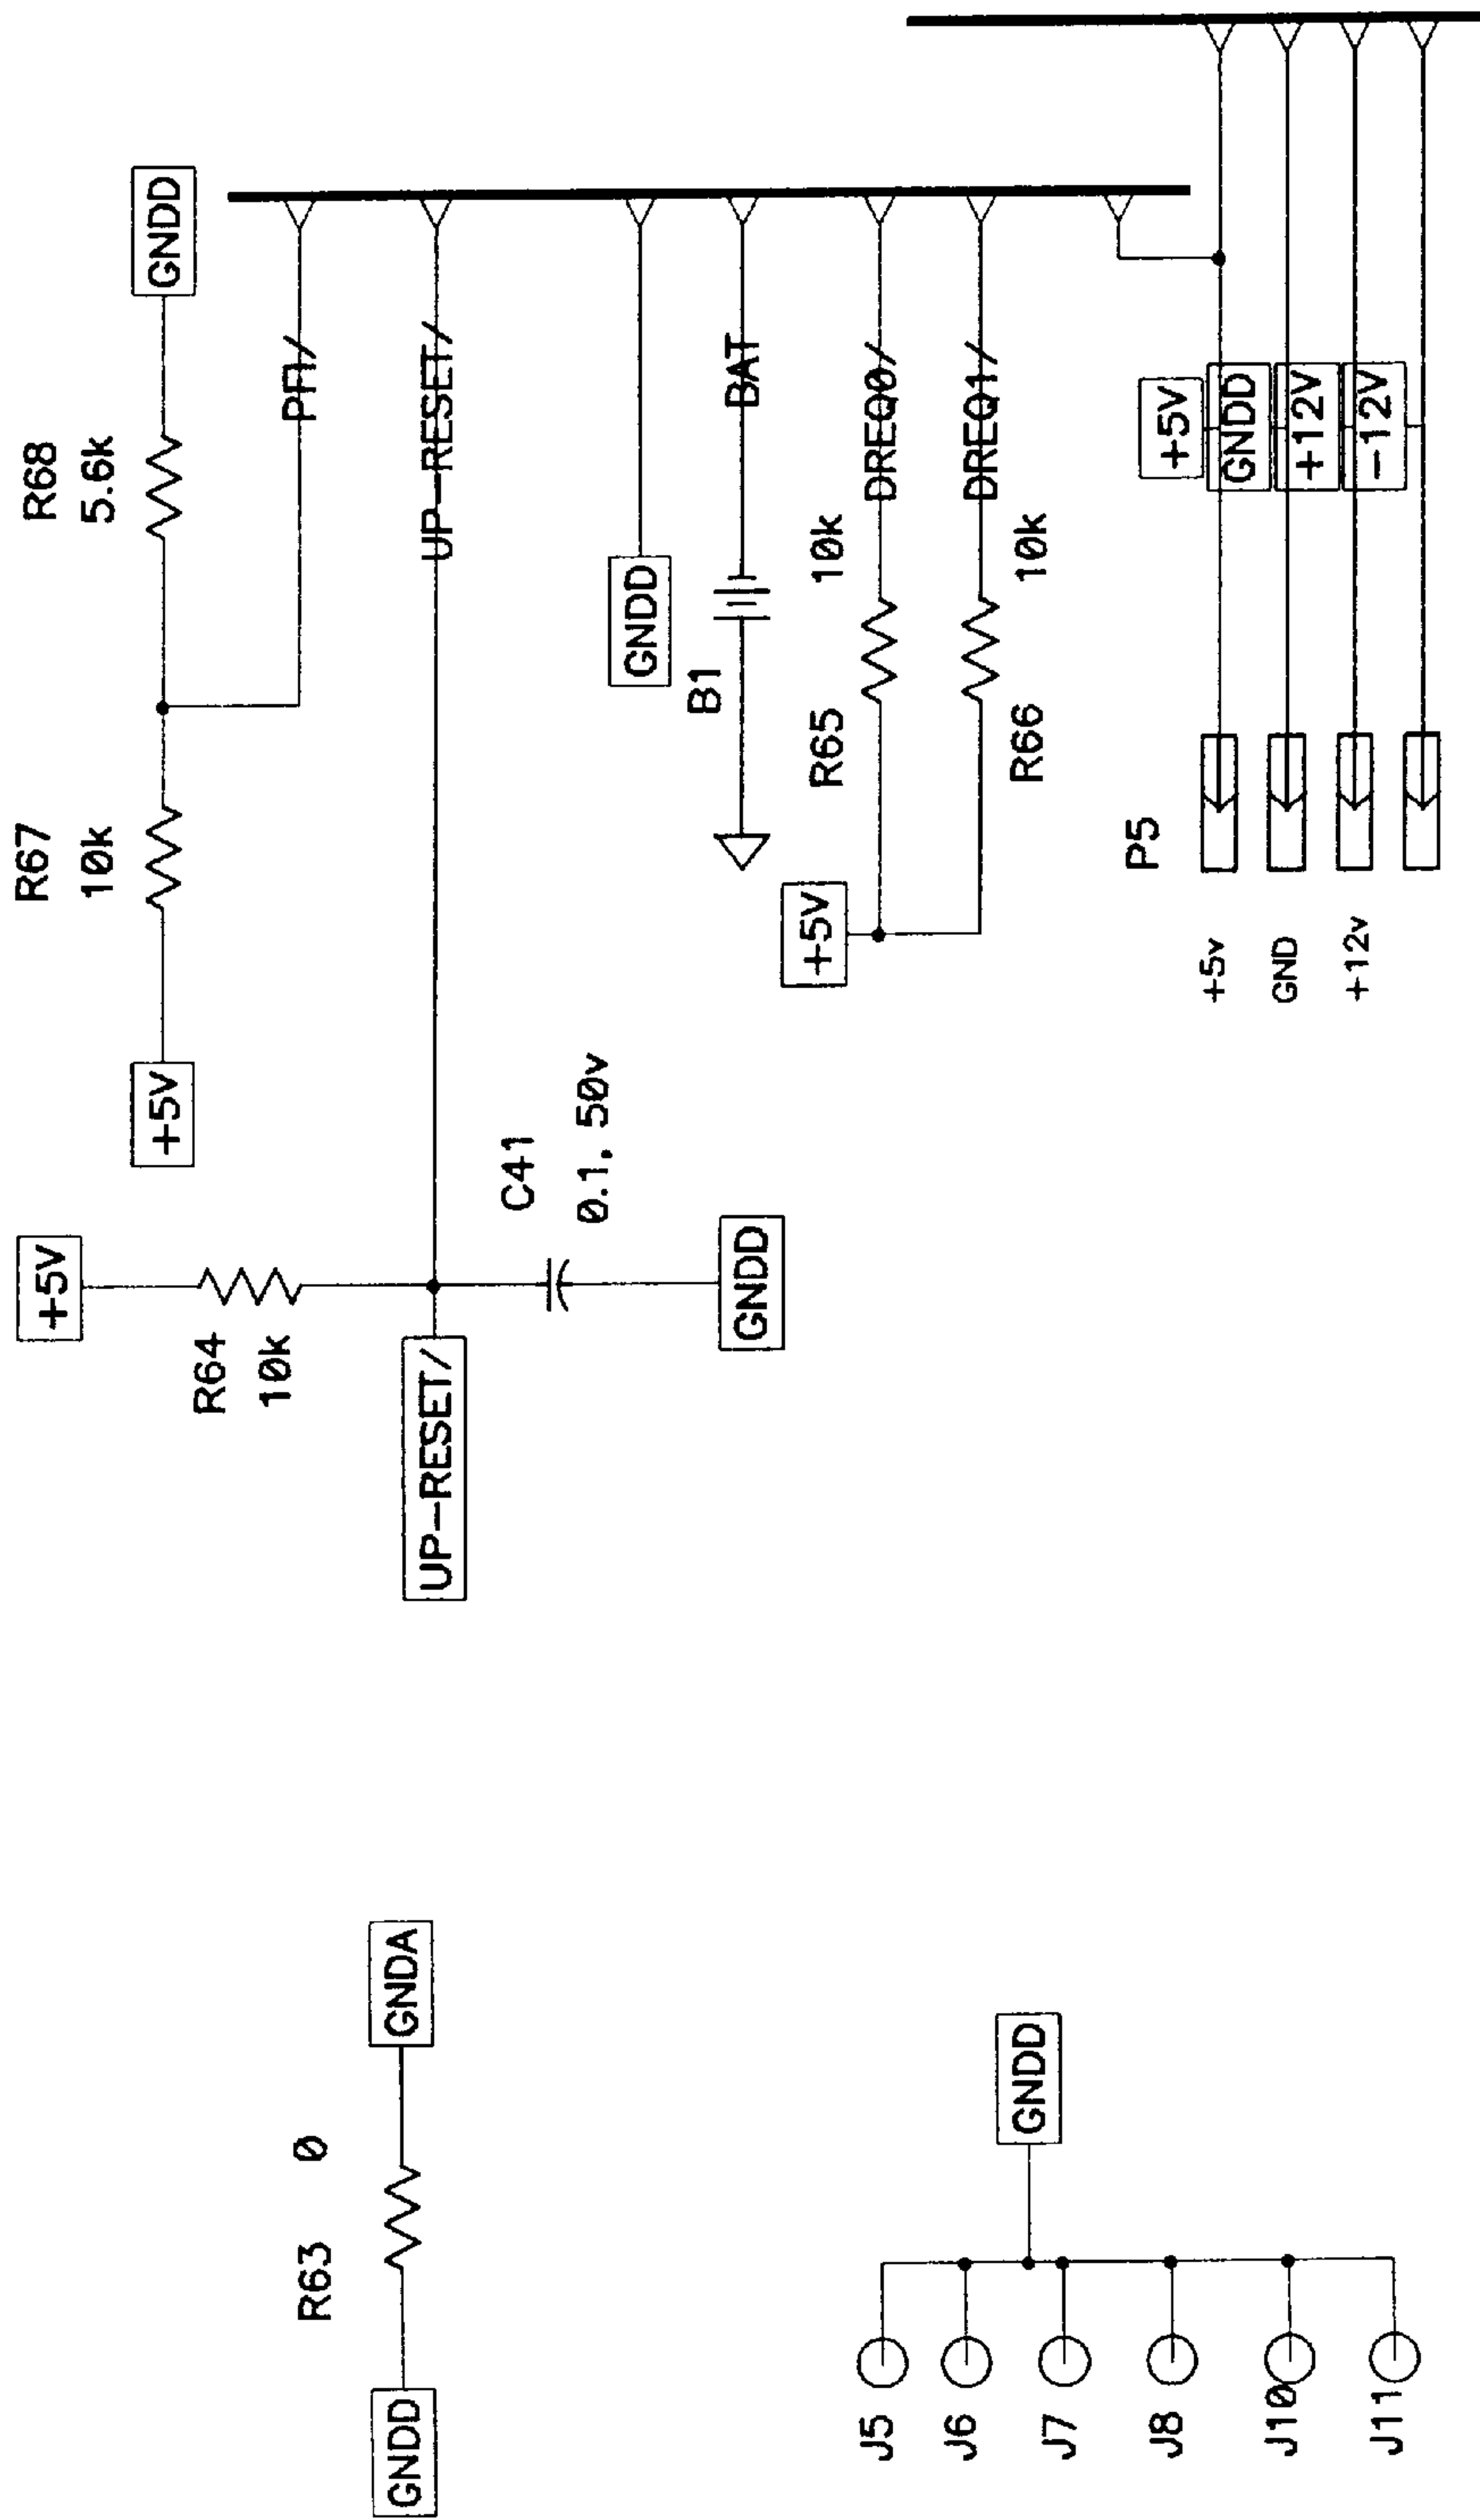 R67
10k
R68
5.6k
+5V
GNDD
+5V
R64
10k
UP-RESET/
UP-RESET/
C41
0.1. 50v
GNDD
GNDD
B1
BAT
+5V
R65
10k
DREQ0/
R66
10k
DREQ1/
P5
+5V
GNDD
+12V
-12V
+5v
GND
+12v
R63
0
GNDD
GNDA
GNDD
J5
J6
J7
J8
J10
J11